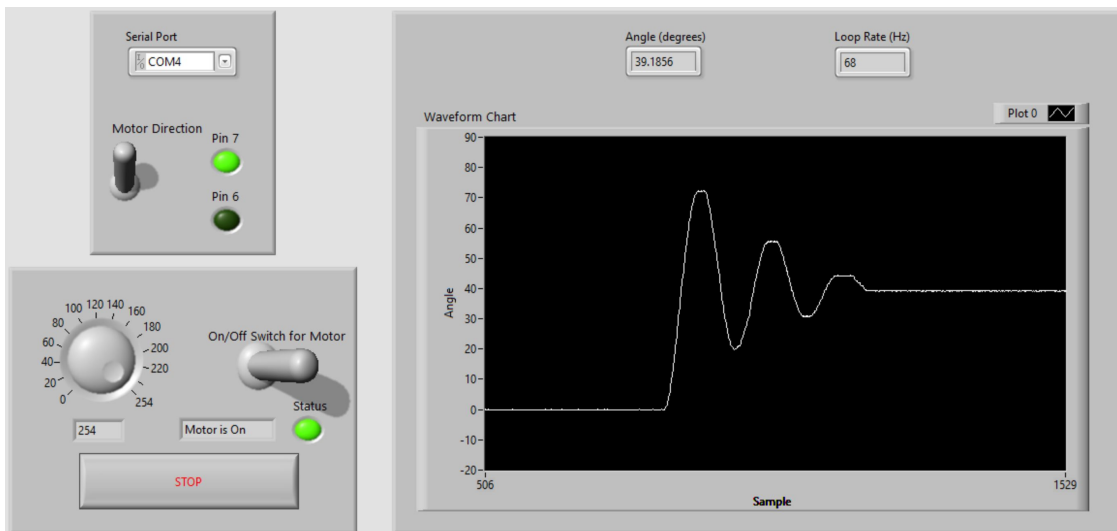 Serial Port
COM4
Motor Direction
Pin 7
Pin 6
0
20
40
60
80
100
120
140
160
180
200
220
254
254
On/Off Switch for Motor
Status
Motor is On
STOP
Angle (degrees)
39.1856
Loop Rate (Hz)
68
Waveform Chart
Plot 0
Angle
90
80
70
60
50
40
30
20
10
0
-10
-20
506
1529
Sample